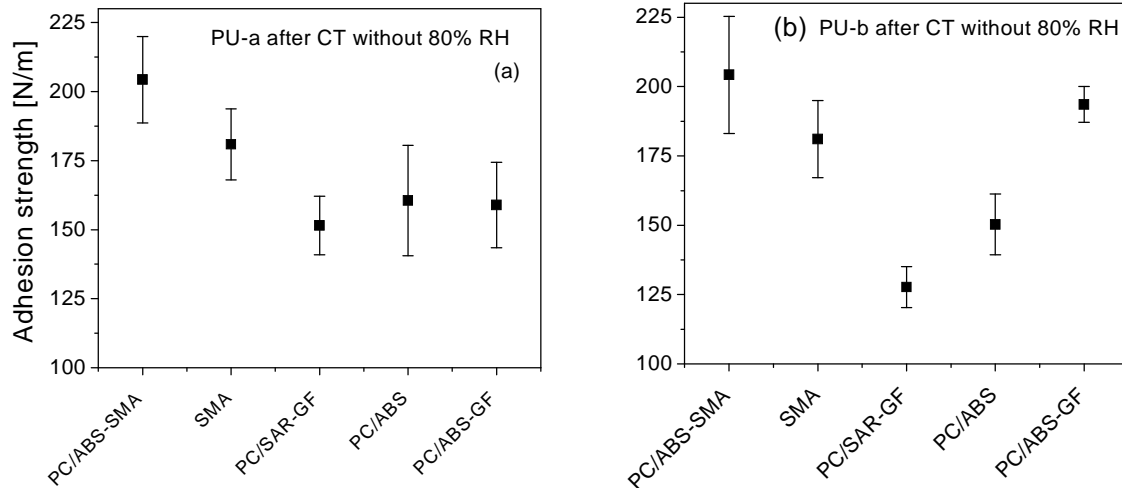 PU-a after CT without 80% RH
(a)
Adhesion strength [N/m]
225
200
175
150
125
100
PC/ABS-SMA
SMA
PC/SAR-GF
PC/ABS
PC/ABS-GF
(b) PU-b after CT without 80% RH
225
200
175
150
125
100
PC/ABS-SMA
SMA
PC/SAR-GF
PC/ABS
PC/ABS-GF